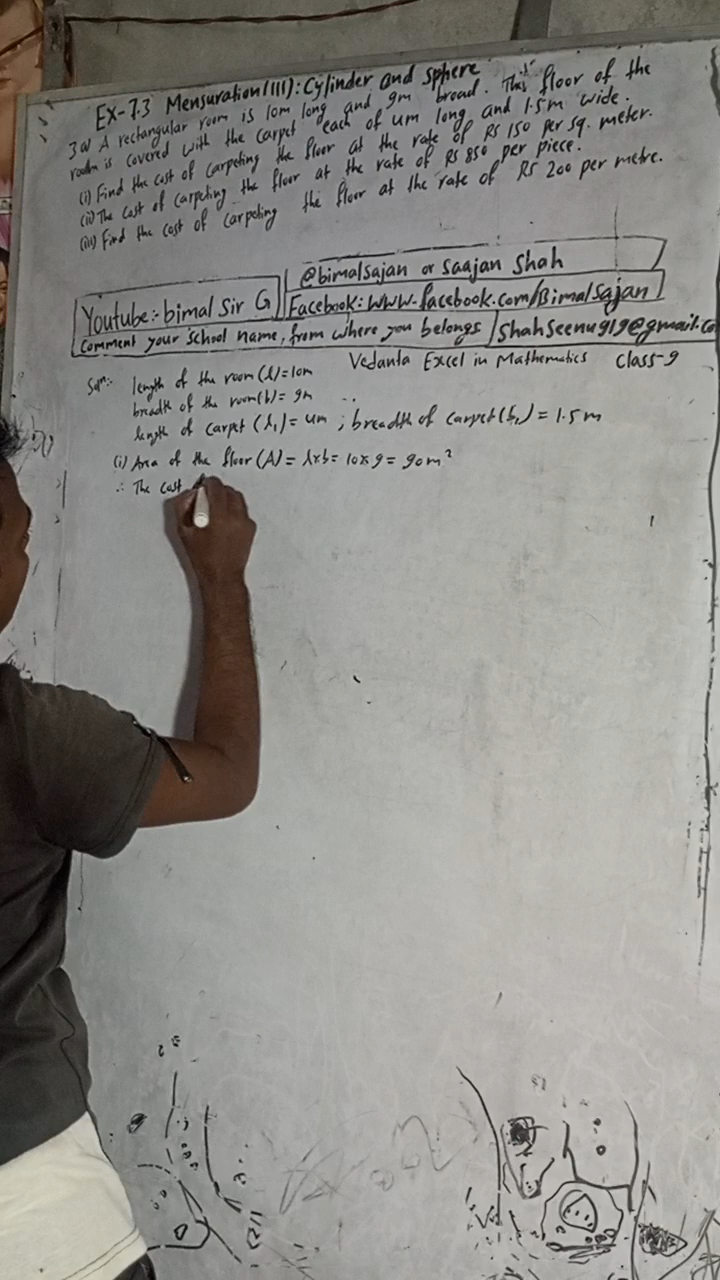 Ex-7.3 Mensuration(III): Cylinder and sphere
3a) A rectangular room is 10m long and 9m broad. The floor of the
room is covered with the carpet each of 4m long and 1.5m wide.
(i) Find the cost of carpeting the floor at the rate of RS 150 per sq. meter.
(ii) The cost of carpeting the floor at the rate of RS 850 per piece.
(iii) Find the cost of carpeting the floor at the rate of RS 200 per metre.
@bimalsajan or Saajan Shah
Youtube:- bimal Sir G
Facebook: WWW.facebook.com/Bimalsajan
Comment your School name, from where you belongs
Shahseenu919@gmail.co
Vedanta Excel in Mathematics Class-9
Solⁿ:- length of the room (l) = 10m
breadth of the room (b) = 9m
length of carpet (l₁) = 4m ; breadth of carpet (b₁) = 1.5m
(i) Area of the floor (A) = l×b = 10×9 = 90m²
∴ The cost